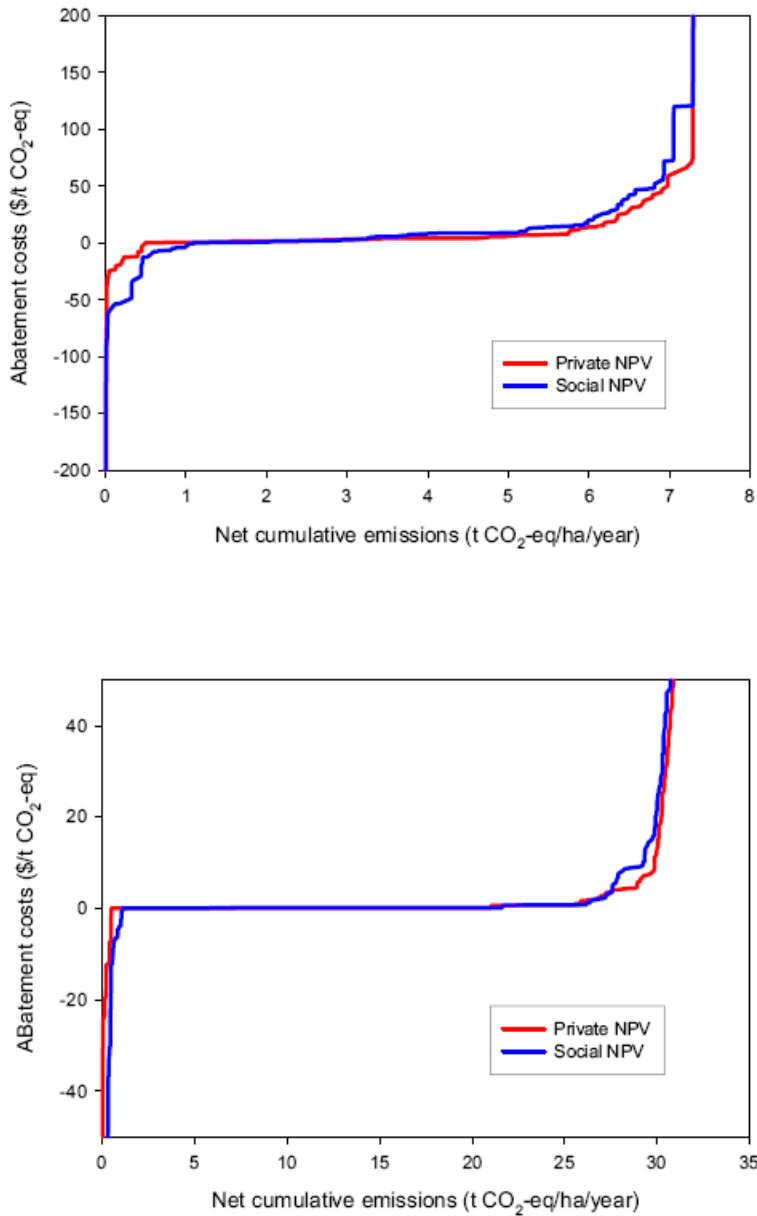 200
150
100
50
0
-50
-100
-150
-200
Abatement costs ($/t CO₂-eq)
Private NPV
Social NPV
0 1 2 3 4 5 6 7 8
Net cumulative emissions (t CO₂-eq/ha/year)
40
20
0
-20
-40
ABatement costs ($/t CO₂-eq)
Private NPV
Social NPV
0 5 10 15 20 25 30 35
Net cumulative emissions (t CO₂-eq/ha/year)